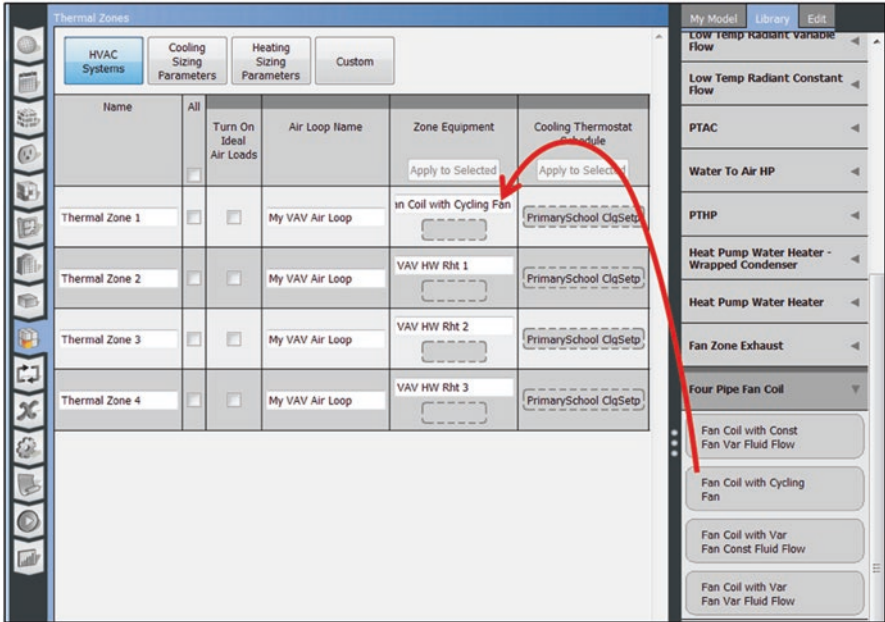 Thermal Zones
HVAC
Systems
Cooling
Sizing
Parameters
Heating
Sizing
Parameters
Custom
Name
All
Turn On
Ideal
Air Loads
Air Loop Name
Zone Equipment
Cooling Thermostat
Schedule
Apply to Selected
Apply to Selected
Thermal Zone 1
My VAV Air Loop
an Coil with Cycling Fan
PrimarySchool ClgSetp
Thermal Zone 2
My VAV Air Loop
VAV HW Rht 1
PrimarySchool ClgSetp
Thermal Zone 3
My VAV Air Loop
VAV HW Rht 2
PrimarySchool ClgSetp
Thermal Zone 4
My VAV Air Loop
VAV HW Rht 3
PrimarySchool ClgSetp
My Model
Library
Edit
Low Temp Radiant Variable
Flow
Low Temp Radiant Constant
Flow
PTAC
Water To Air HP
PTHP
Heat Pump Water Heater -
Wrapped Condenser
Heat Pump Water Heater
Fan Zone Exhaust
Four Pipe Fan Coil
Fan Coil with Const
Fan Var Fluid Flow
Fan Coil with Cycling
Fan
Fan Coil with Var
Fan Const Fluid Flow
Fan Coil with Var
Fan Var Fluid Flow